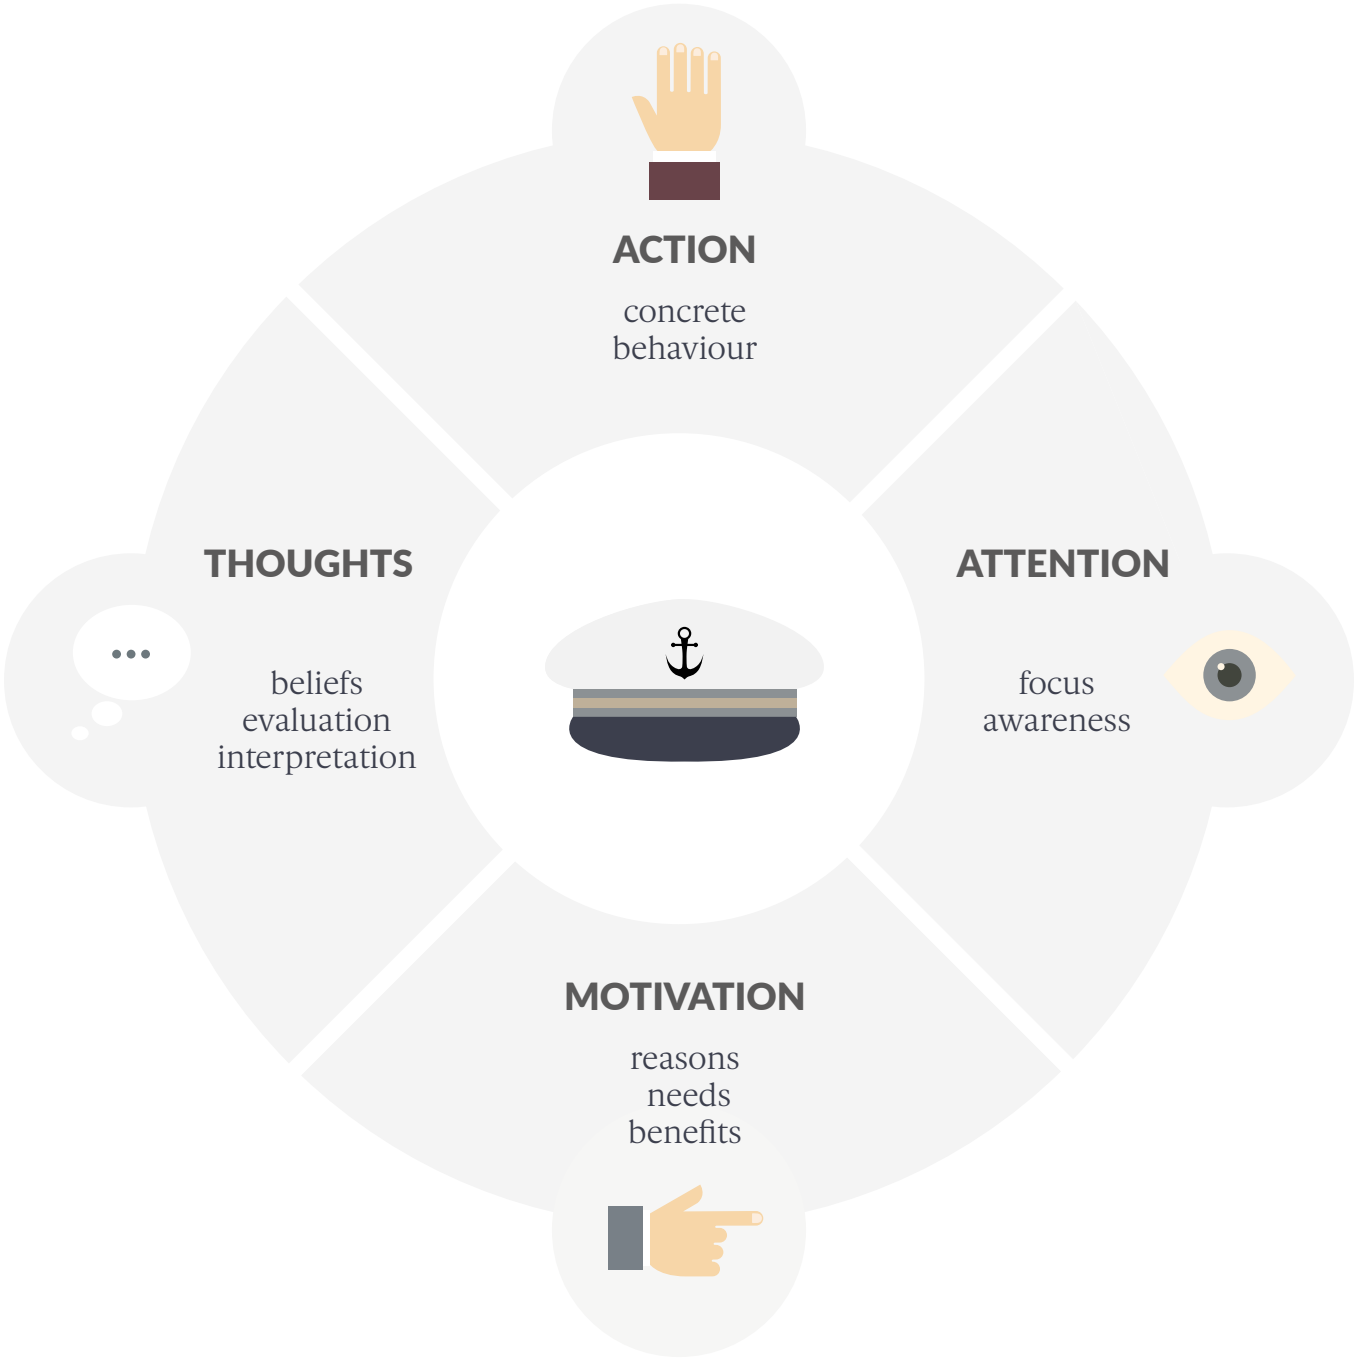 ACTION
concrete
behaviour
THOUGHTS
beliefs
evaluation
interpretation
ATTENTION
focus
awareness
MOTIVATION
reasons
needs
benefits